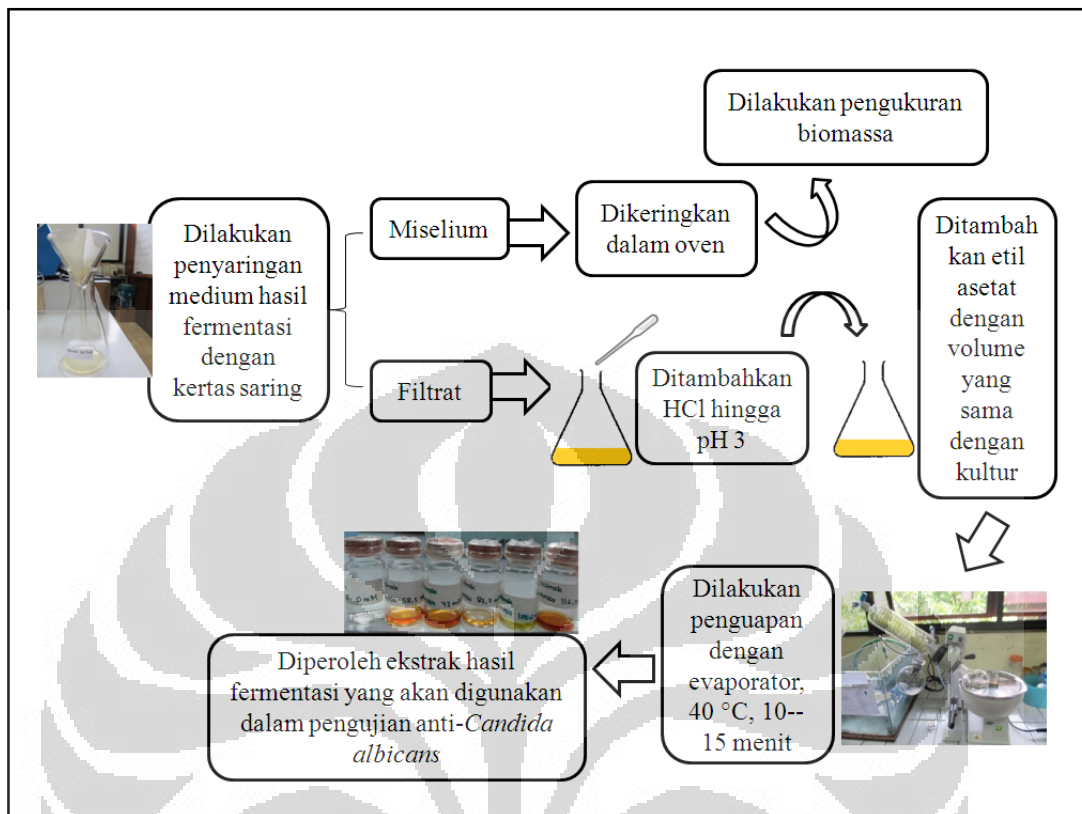 Dilakukan
penyaringan
medium hasil
fermentasi
dengan
kertas saring
Miselium
Dikeringkan
dalam oven
Dilakukan pengukuran
biomassa
Filtrat
Ditambahkan
HCl hingga
pH 3
Ditambah
kan etil
asetat
dengan
volume
yang
sama
dengan
kultur
Dilakukan
penguapan
dengan
evaporator,
40 °C, 10--
15 menit
Diperoleh ekstrak hasil
fermentasi yang akan digunakan
dalam pengujian anti-Candida
albicans